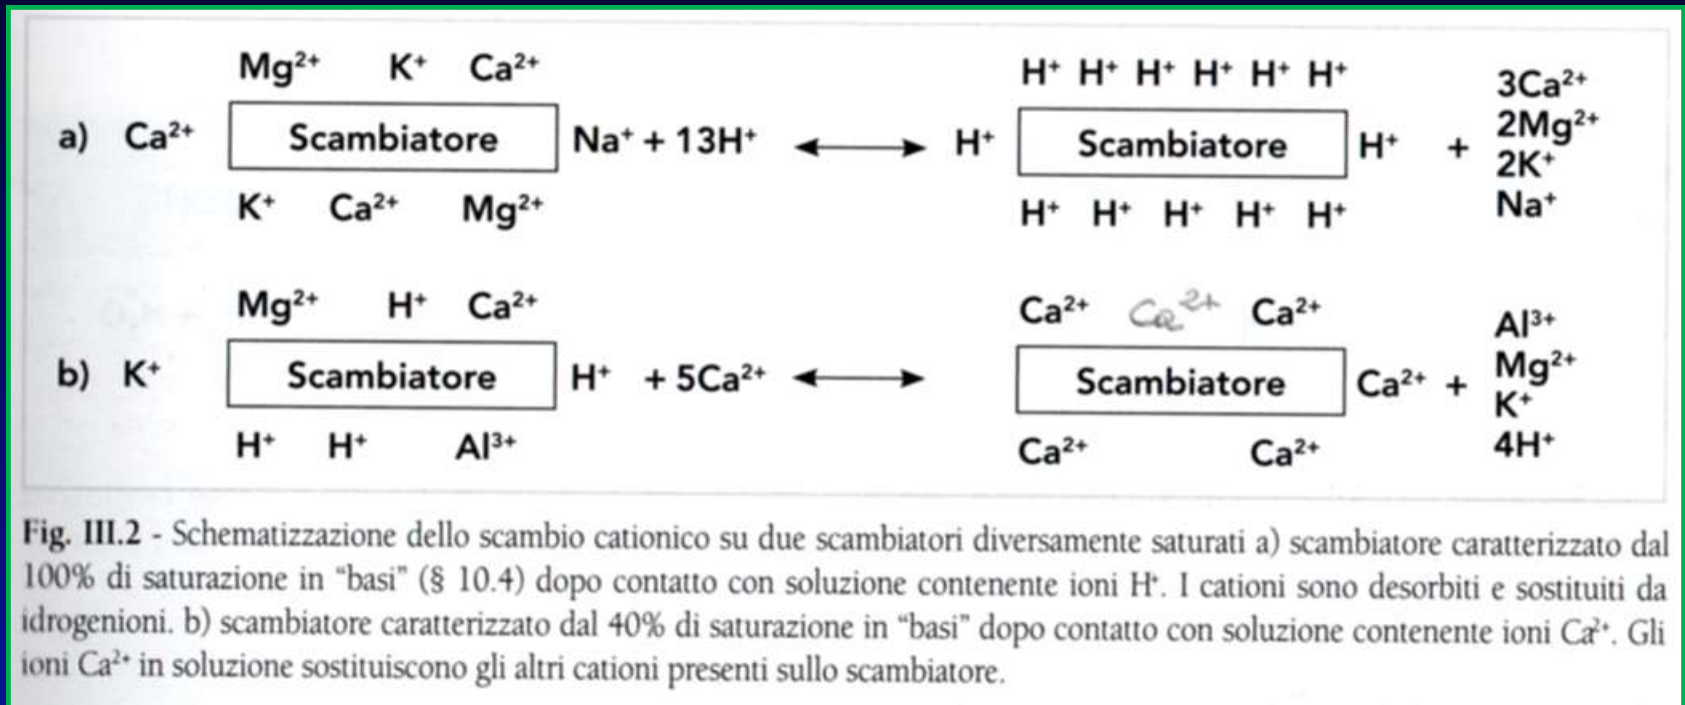 Mg²⁺ K⁺ Ca²⁺ H⁺ H⁺ H⁺ H⁺ H⁺ H⁺ 3Ca²⁺
a) Ca²⁺ Scambiatore Na⁺ + 13H⁺ ⟷ H⁺ Scambiatore H⁺ + 2Mg²⁺
2K⁺
K⁺ Ca²⁺ Mg²⁺ H⁺ H⁺ H⁺ H⁺ H⁺ Na⁺
Mg²⁺ H⁺ Ca²⁺ Ca²⁺ Ca²⁺ Ca²⁺ Al³⁺
b) K⁺ Scambiatore H⁺ + 5Ca²⁺ ⟷ Scambiatore Ca²⁺ + Mg²⁺
K⁺
H⁺ H⁺ Al³⁺ Ca²⁺ Ca²⁺ 4H⁺
Fig. III.2 - Schematizzazione dello scambio cationico su due scambiatori diversamente saturati a) scambiatore caratterizzato dal
100% di saturazione in “basi” (§ 10.4) dopo contatto con soluzione contenente ioni H⁺. I cationi sono desorbiti e sostituiti da
idrogenioni. b) scambiatore caratterizzato dal 40% di saturazione in “basi” dopo contatto con soluzione contenente ioni Ca²⁺. Gli
ioni Ca²⁺ in soluzione sostituiscono gli altri cationi presenti sullo scambiatore.